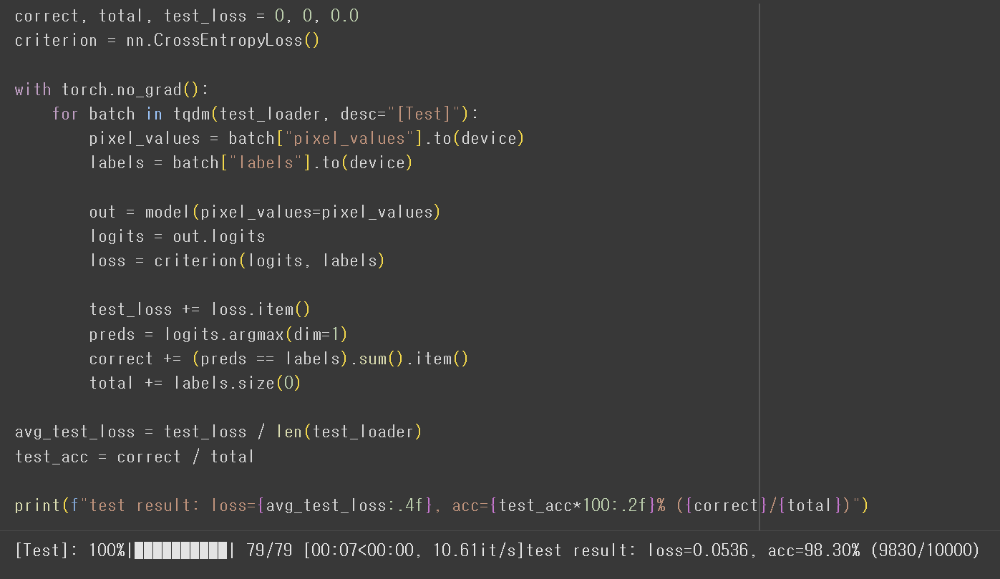 correct, total, test_loss = 0, 0, 0.0
criterion = nn.CrossEntropyLoss()

with torch.no_grad():
    for batch in tqdm(test_loader, desc="[Test]"):
        pixel_values = batch["pixel_values"].to(device)
        labels = batch["labels"].to(device)

        out = model(pixel_values=pixel_values)
        logits = out.logits
        loss = criterion(logits, labels)

        test_loss += loss.item()
        preds = logits.argmax(dim=1)
        correct += (preds == labels).sum().item()
        total += labels.size(0)

avg_test_loss = test_loss / len(test_loader)
test_acc = correct / total

print(f"test result: loss={avg_test_loss:.4f}, acc={test_acc*100:.2f}% ({correct}/{total})")
[Test]: 100%|██████████| 79/79 [00:07<00:00, 10.61it/s]test result: loss=0.0536, acc=98.30% (9830/10000)